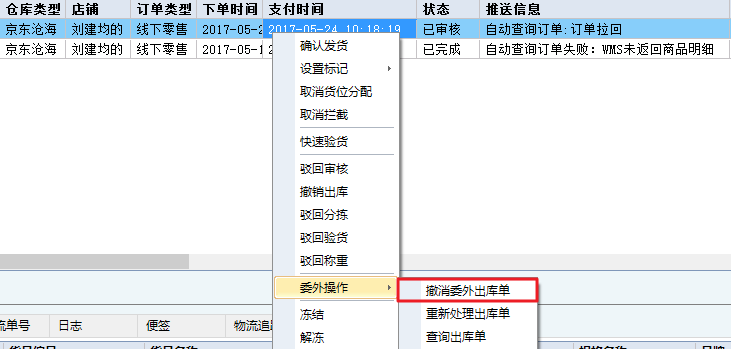 仓库类型 店铺 订单类型 下单时间 支付时间 状态 推送信息
京东沧海 刘建均的 线下零售 2017-05-2 2017-05-24 10:18:19 已审核 自动查询订单:订单拉回
京东沧海 刘建均的 线下零售 2017-05-1 2 已完成 自动查询订单失败: WMS未返回商品明细
确认发货
设置标记
取消货位分配
取消拦截
快速验货
驳回审核
撤销出库
驳回分拣
驳回验货
驳回称重
委外操作
冻结
解冻
撤消委外出库单
重新处理出库单
查询出库单
流单号 日志 便签 物流追